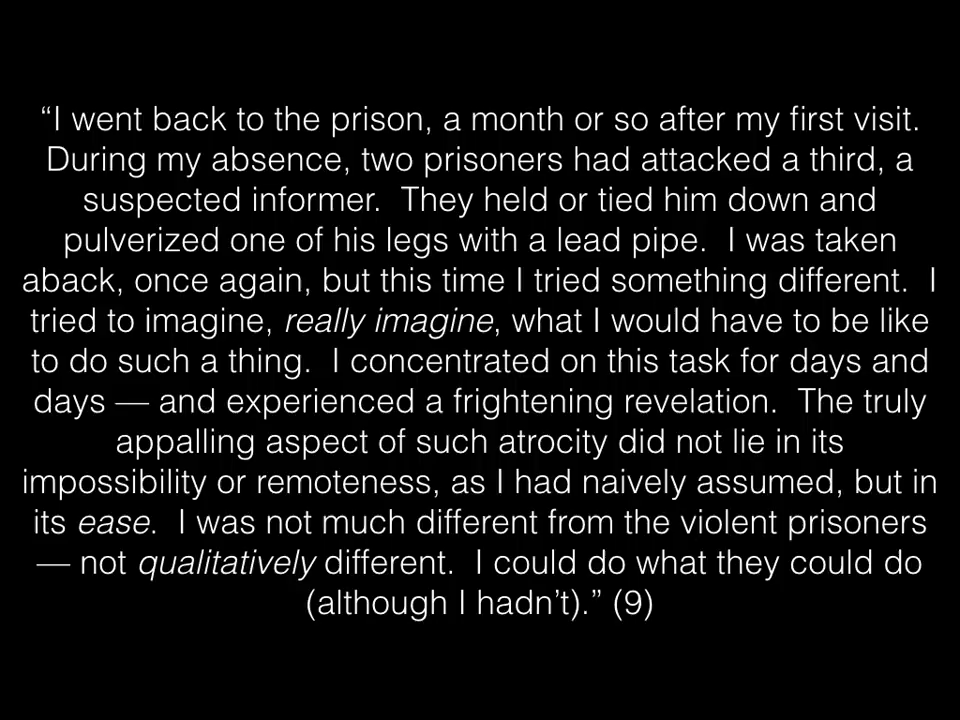 “I went back to the prison, a month or so after my first visit.
During my absence, two prisoners had attacked a third, a
suspected informer.  They held or tied him down and
pulverized one of his legs with a lead pipe.  I was taken
aback, once again, but this time I tried something different.  I
tried to imagine, really imagine, what I would have to be like
to do such a thing.  I concentrated on this task for days and
days — and experienced a frightening revelation.  The truly
appalling aspect of such atrocity did not lie in its
impossibility or remoteness, as I had naively assumed, but in
its ease.  I was not much different from the violent prisoners
— not qualitatively different.  I could do what they could do
(although I hadn’t).” (9)